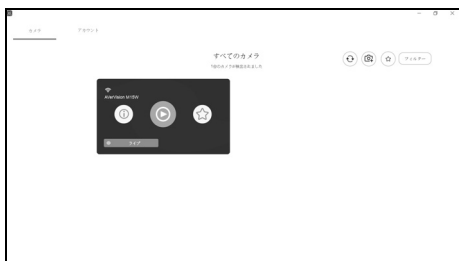 カメラ
アカウント
すべてのカメラ
1台のカメラが検出されました
フィルター
AVerVision M15W
ライブ